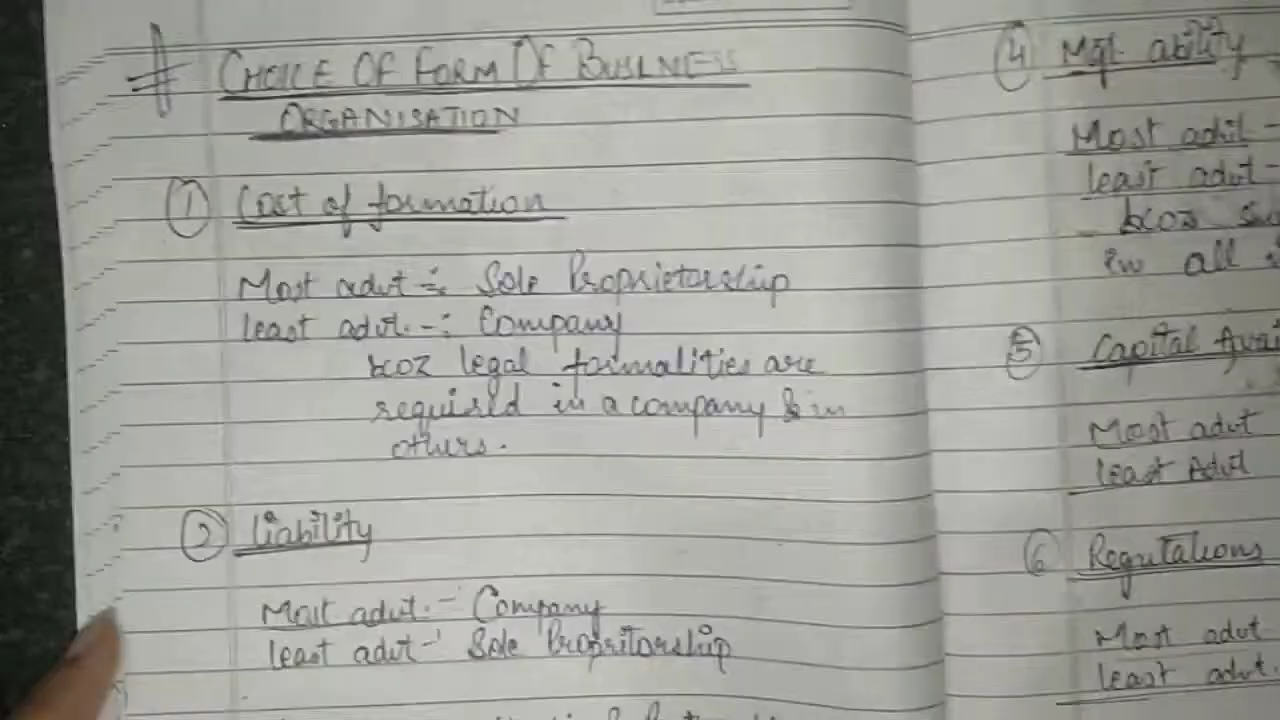 # CHOICE OF FORM OF BUSINESS
ORGANISATION
① Cost of formation
Most advt -: Sole Proprietorship
least advt. -: Company
bcoz legal formalities are
required in a company & in
others.
② Liability
Most advt. - Company
least advt - Sole Propritorship
④ Mgt. ability
Most advt -
least advt -
bcoz
in all
⑤ Capital
Most advt
least Advt
⑥ Regulations
Most advt
least advt.